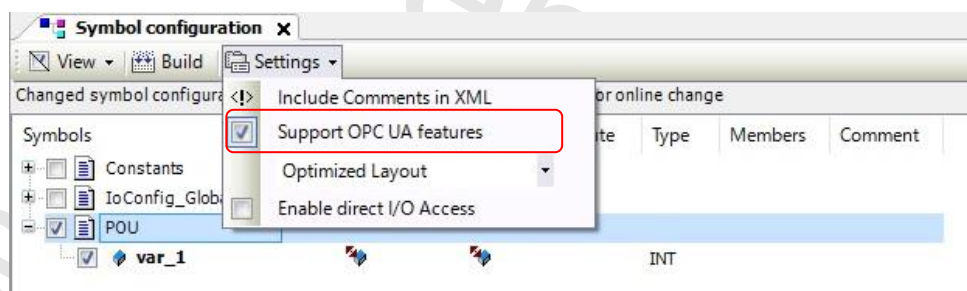 Symbol configuration
View Build Settings
Changed symbol configura or online change
Include Comments in XML
Symbols ute Type Members Comment
Support OPC UA features
Constants
Optimized Layout
IoConfig_Globa
Enable direct I/O Access
POU
var_1 INT